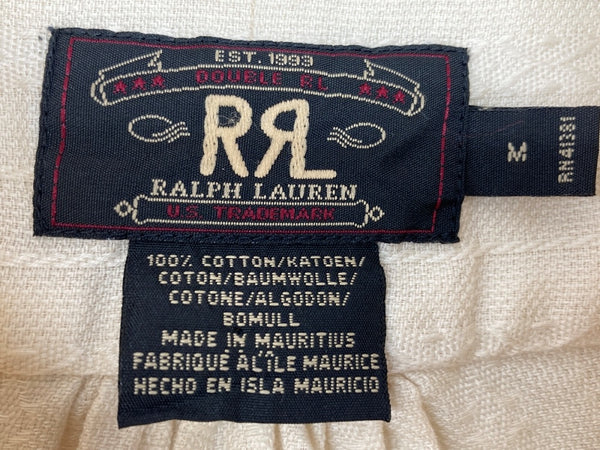 EST. 1993
DOUBLE RL
RRL
RALPH LAUREN
U.S. TRADEMARK
M
RN41381
100% COTTON/KATOEN/
COTON/BAUMWOLLE/
COTONE/ALGODON/
BOMULL
MADE IN MAURITIUS
FABRIQUÉ À L'ÎLE MAURICE
HECHO EN ISLA MAURICIO